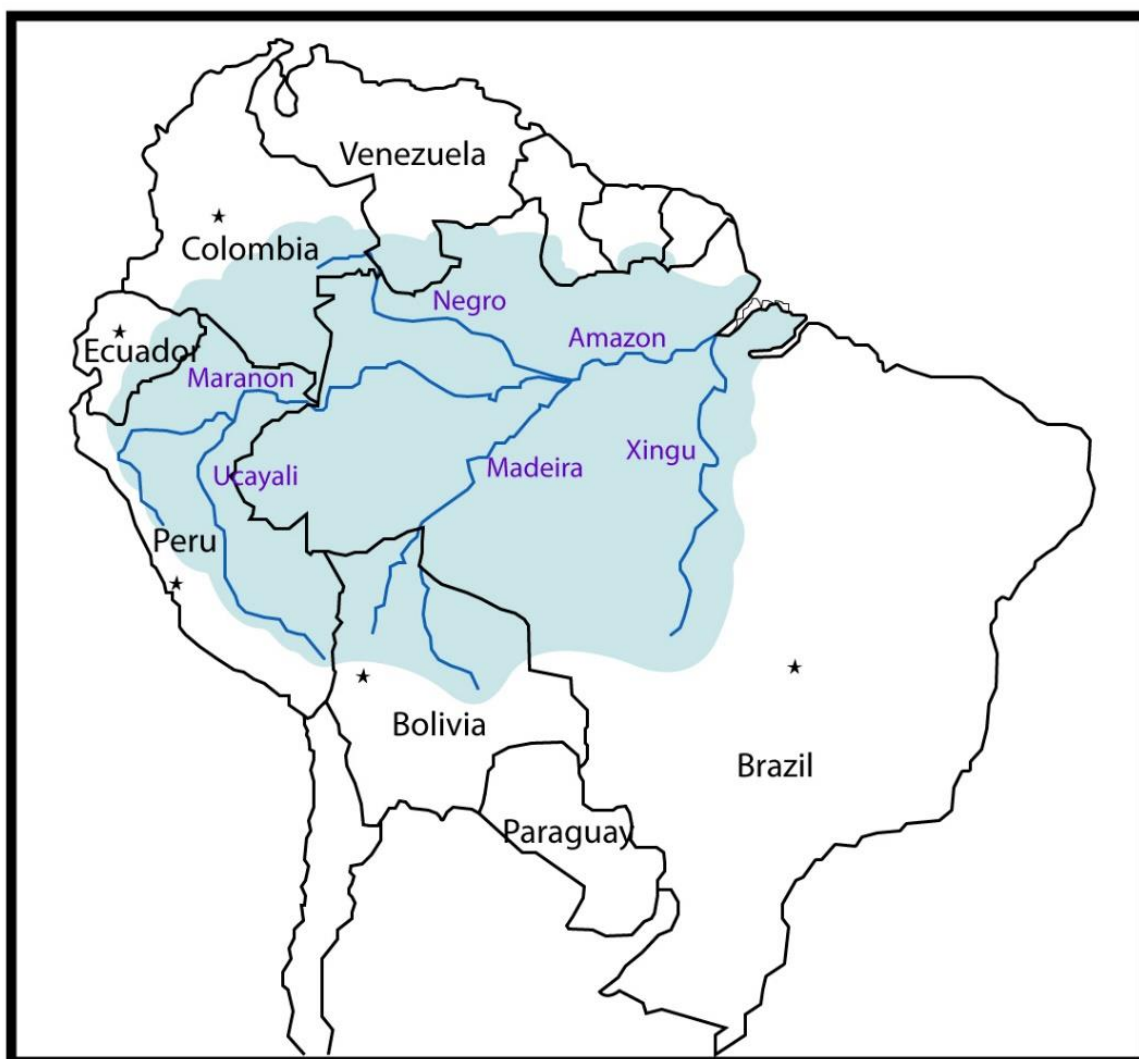 Venezuela
Colombia
Negro
Amazon
Ecuador
Maranon
Xingu
Madeira
Ucayali
Peru
Bolivia
Brazil
Paraguay